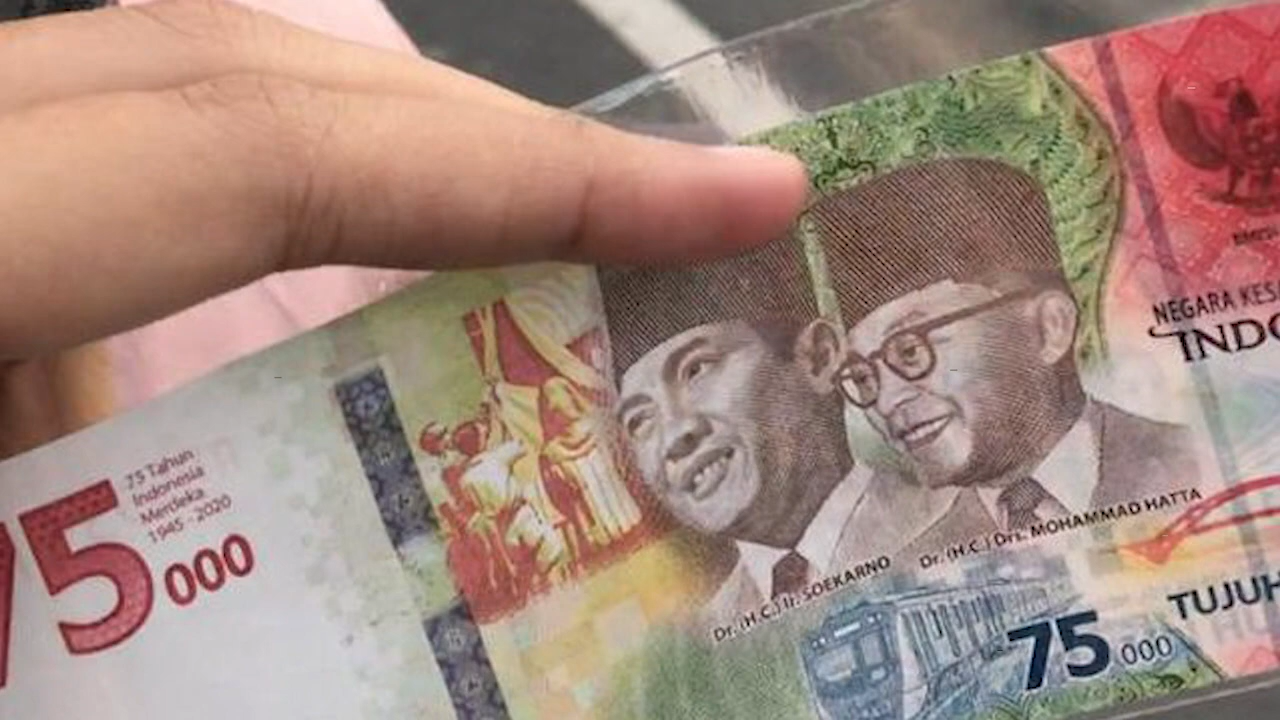 75
000
75 Tahun
Indonesia
Merdeka
1945 - 2020
Dr. (H.C.) Ir. SOEKARNO
Dr. (H.C.) Drs. MOHAMMAD HATTA
NEGARA KES
INDO
TUJUH
75 000